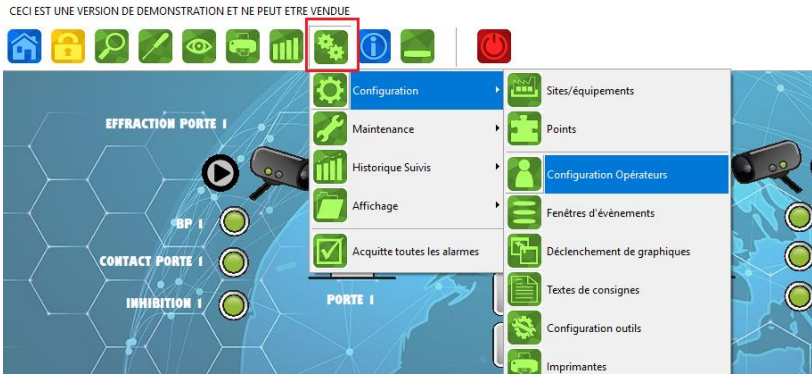 CECI EST UNE VERSION DE DEMONSTRATION ET NE PEUT ETRE VENDUE
Configuration
Maintenance
Historique Suivis
Affichage
Acquitte toutes les alarmes
Sites/équipements
Points
Configuration Opérateurs
Fenêtres d'évènements
Déclenchement de graphiques
Textes de consignes
Configuration outils
Imprimantes
EFFRACTION PORTE 1
BP 1
CONTACT PORTE 1
INHIBITION 1
PORTE 1